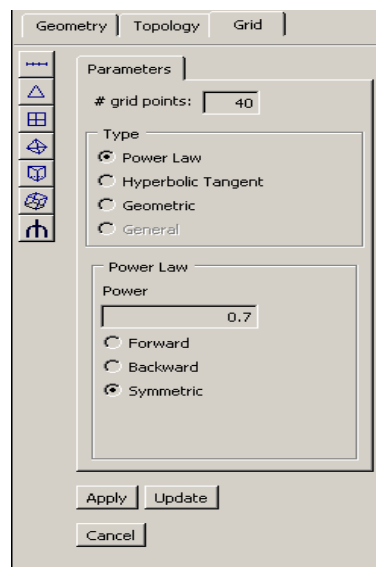 Geometry Topology Grid
Parameters
# grid points: 40
Type
Power Law
Hyperbolic Tangent
Geometric
General
Power Law
Power
0.7
Forward
Backward
Symmetric
Apply Update
Cancel